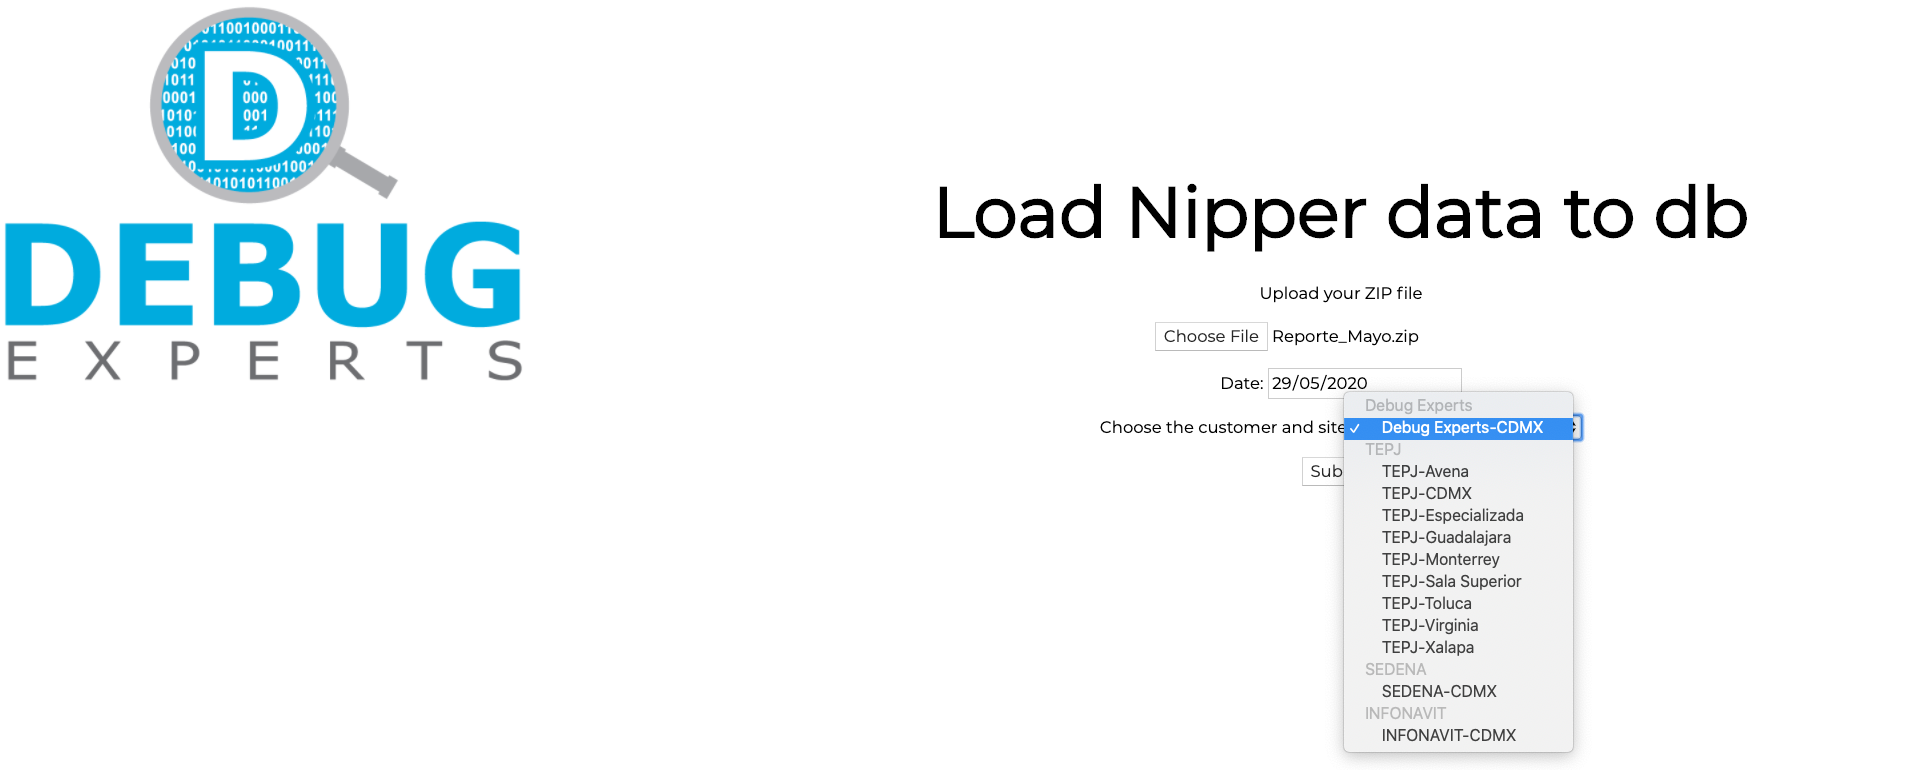 D
DEBUG
EXPERTS
Load Nipper data to db
Upload your ZIP file
Choose File Reporte_Mayo.zip
Date: 29/05/2020
Choose the customer and site
Debug Experts
✓ Debug Experts-CDMX
TEPJ
TEPJ-Avena
TEPJ-CDMX
TEPJ-Especializada
TEPJ-Guadalajara
TEPJ-Monterrey
TEPJ-Sala Superior
TEPJ-Toluca
TEPJ-Virginia
TEPJ-Xalapa
SEDENA
SEDENA-CDMX
INFONAVIT
INFONAVIT-CDMX
Sub